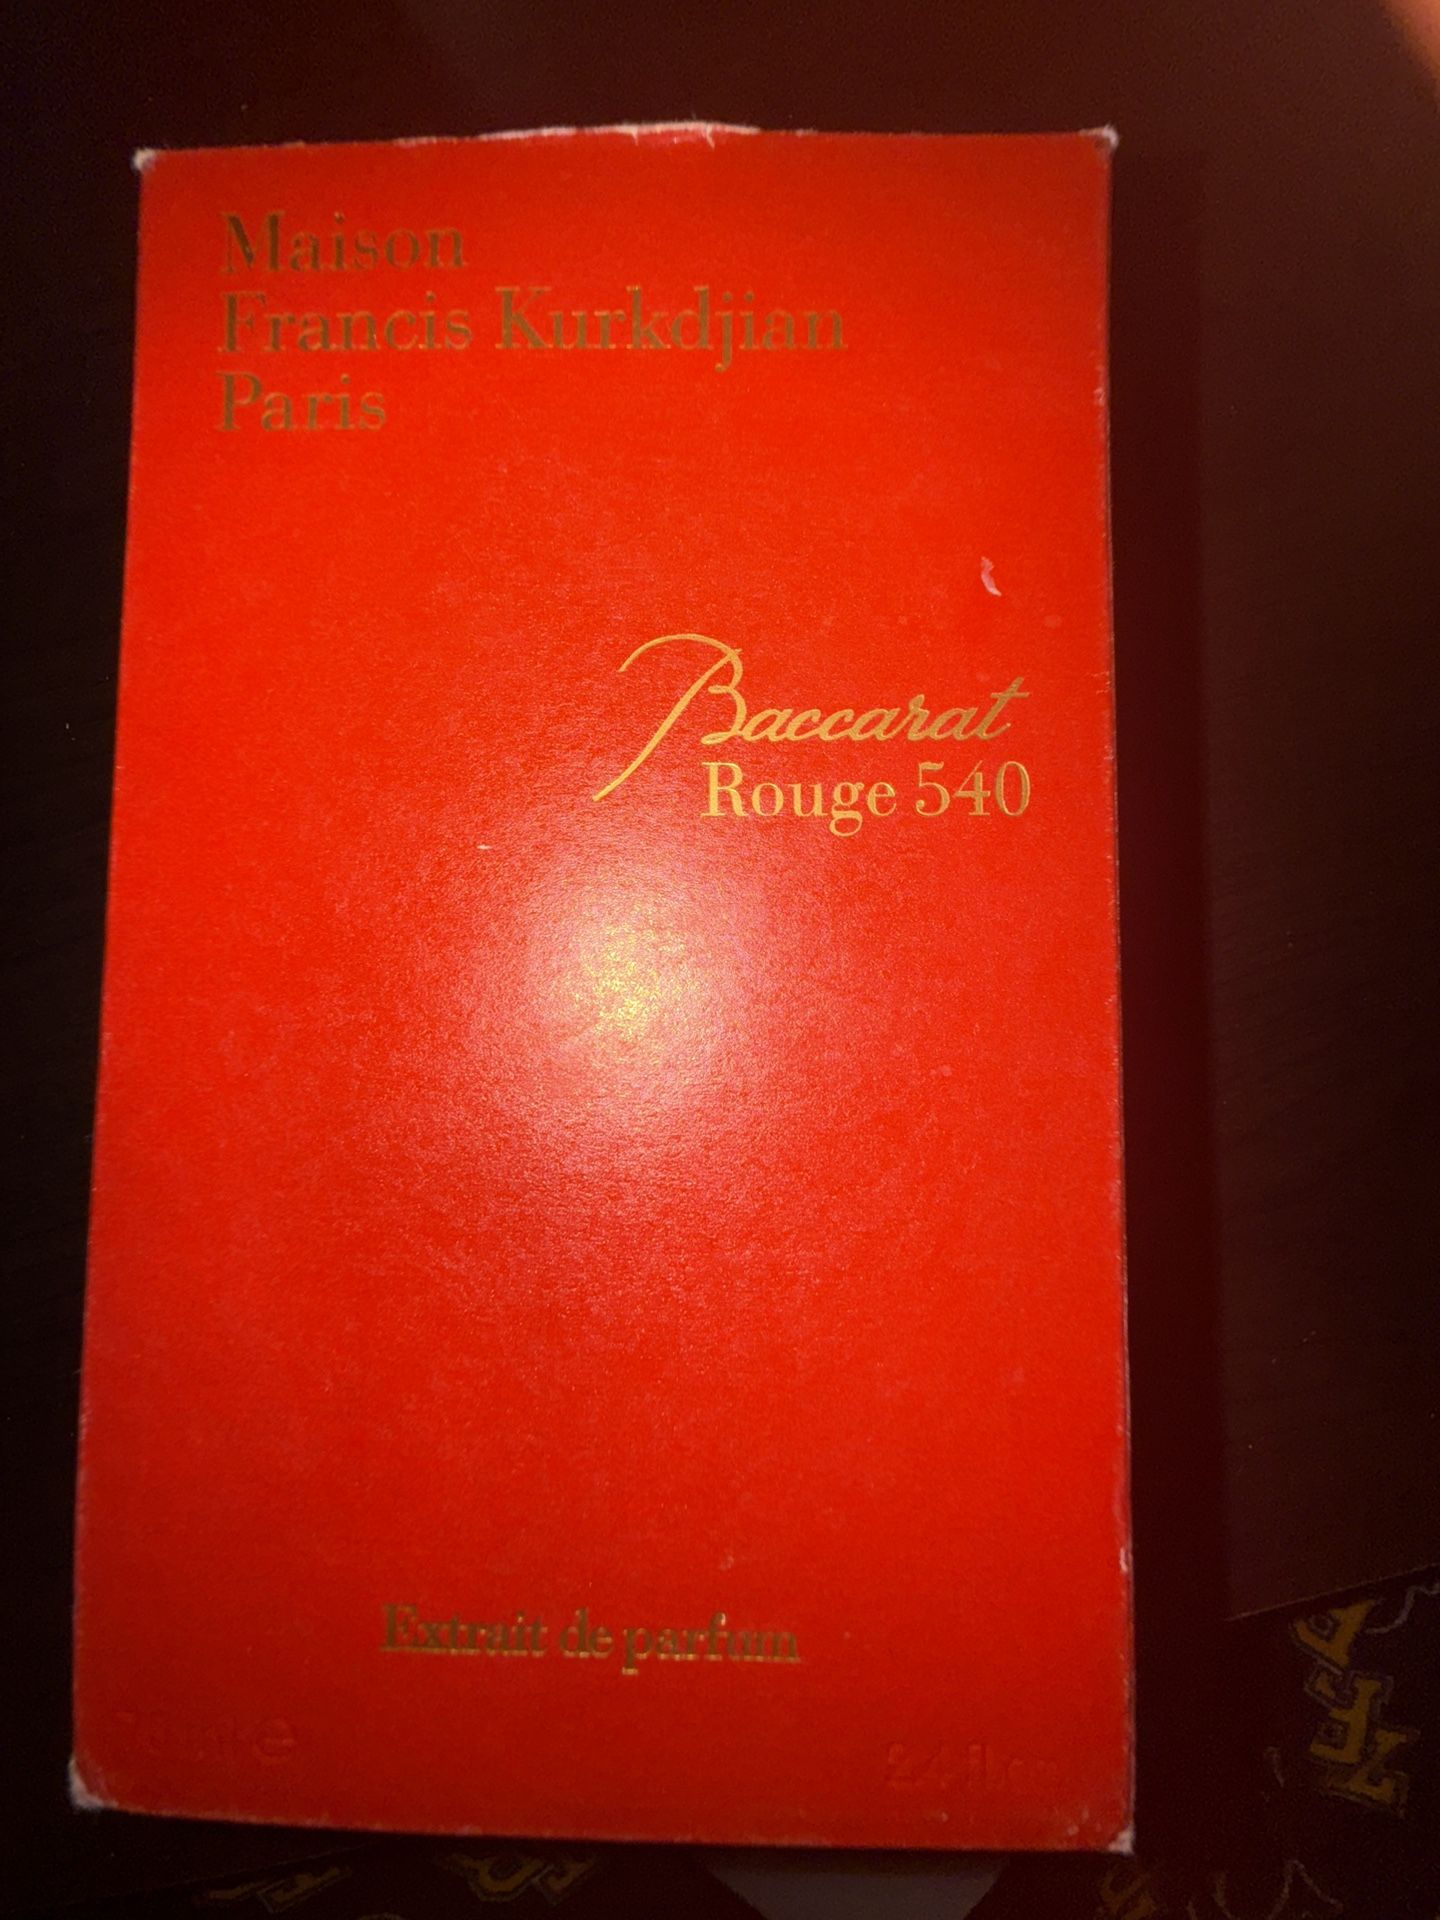 Maison
Francis Kurkdjian
Paris
Baccarat
Rouge 540
Extrait de parfum